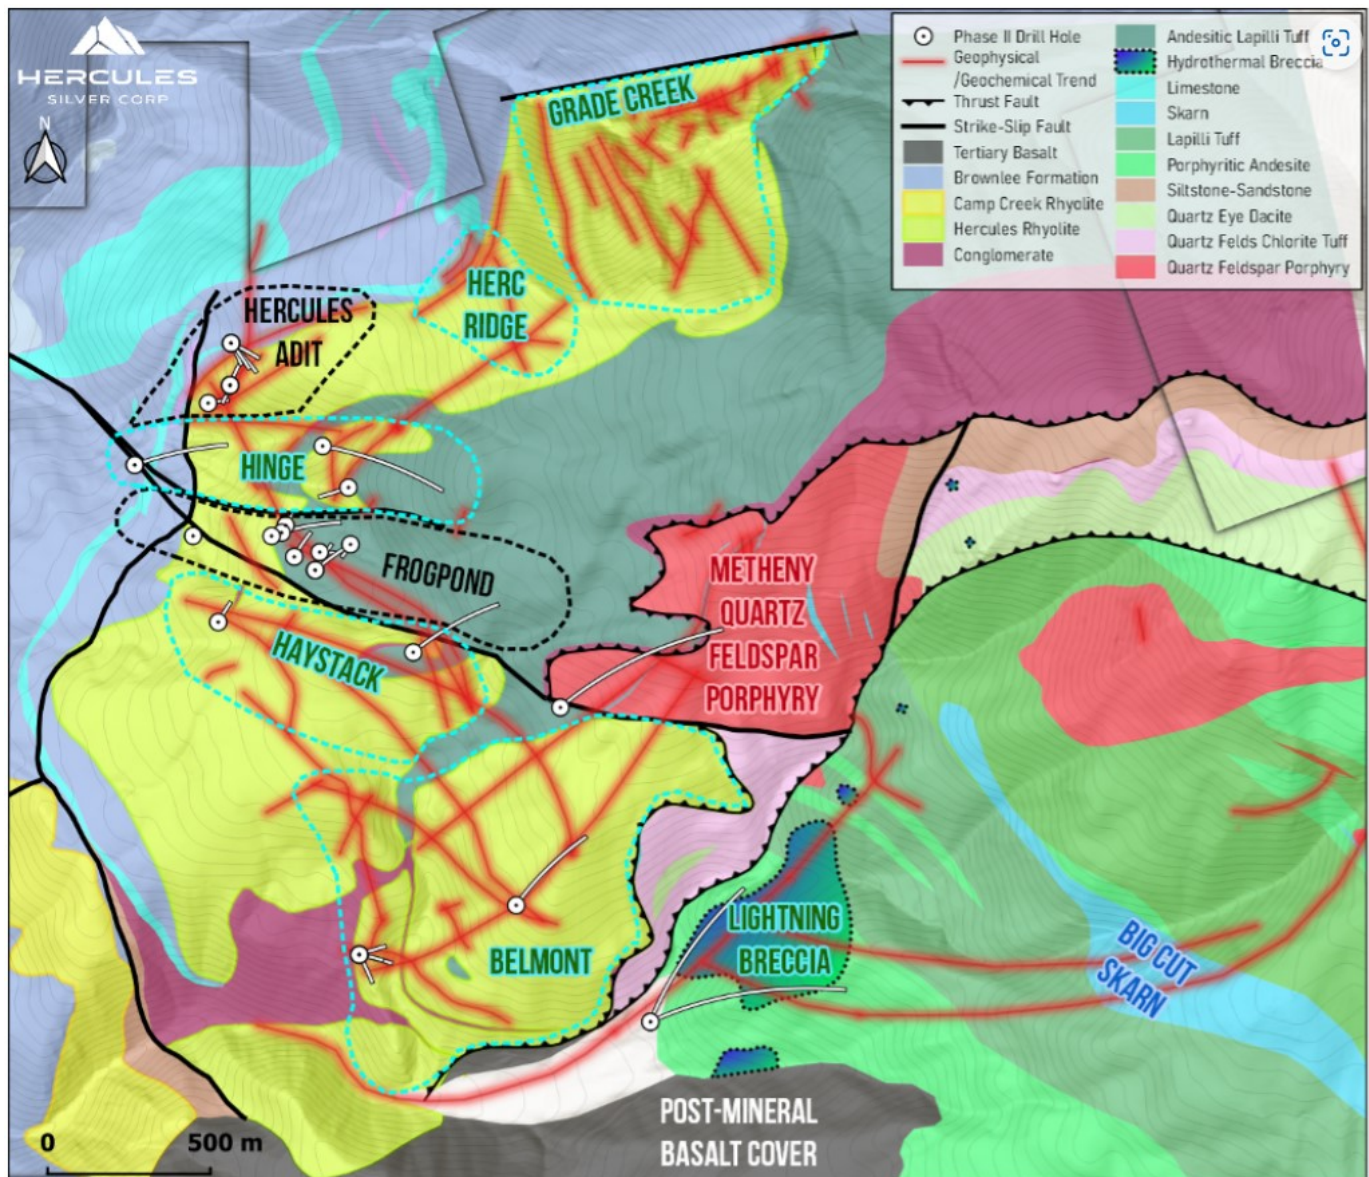 HERCULES
SILVER CORP
N
Phase II Drill Hole
Geophysical
/Geochemical Trend
Thrust Fault
Strike-Slip Fault
Tertiary Basalt
Brownlee Formation
Camp Creek Rhyolite
Hercules Rhyolite
Conglomerate
Andesitic Lapilli Tuff
Hydrothermal Breccia
Limestone
Skarn
Lapilli Tuff
Porphyritic Andesite
Siltstone-Sandstone
Quartz Eye Dacite
Quartz Felds Chlorite Tuff
Quartz Feldspar Porphyry
GRADE CREEK
HERC
RIDGE
HERCULES
ADIT
HINGE
FROGPOND
HAYSTACK
METHENY
QUARTZ
FELDSPAR
PORPHYRY
BELMONT
LIGHTNING
BRECCIA
BIG CUT
SKARN
POST-MINERAL
BASALT COVER
0 500 m